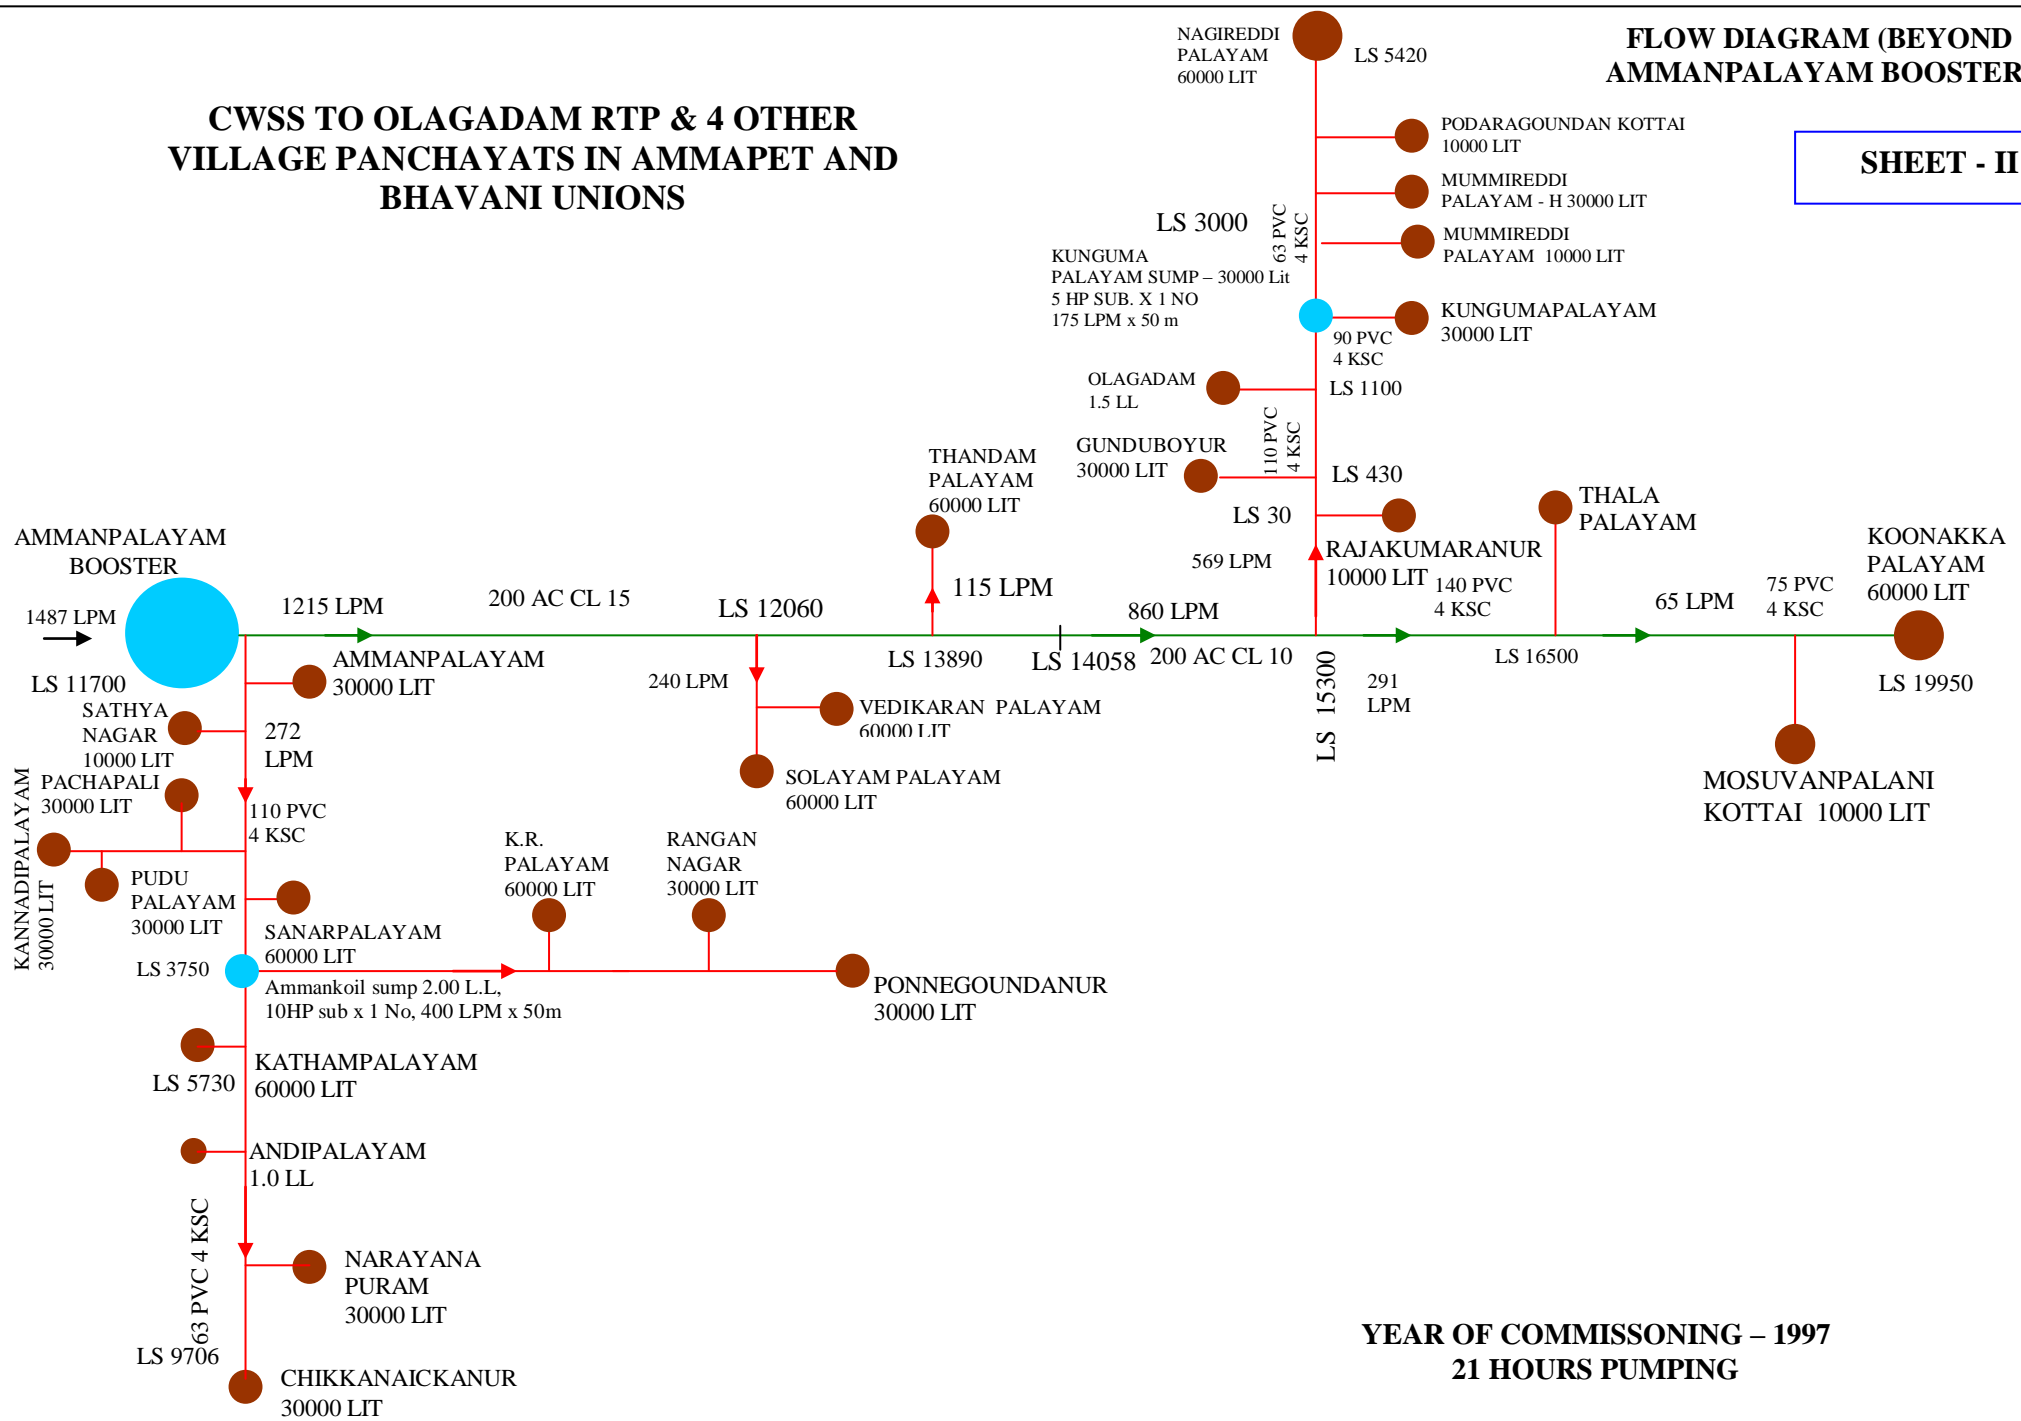 CWSS TO OLAGADAM RTP & 4 OTHER
VILLAGE PANCHAYATS IN AMMAPET AND
BHAVANI UNIONS
FLOW DIAGRAM (BEYOND
AMMANPALAYAM BOOSTER
SHEET - II
NAGIREDDI
PALAYAM
60000 LIT
LS 5420
PODARAGOUNDAN KOTTAI
10000 LIT
MUMMIREDDI
PALAYAM - H 30000 LIT
MUMMIREDDI
PALAYAM 10000 LIT
LS 3000
63 PVC
4 KSC
KUNGUMA
PALAYAM SUMP – 30000 Lit
5 HP SUB. X 1 NO
175 LPM x 50 m
KUNGUMAPALAYAM
30000 LIT
90 PVC
4 KSC
OLAGADAM
1.5 LL
LS 1100
110 PVC
4 KSC
GUNDUBOYUR
30000 LIT
LS 430
LS 30
RAJAKUMARANUR
10000 LIT
569 LPM
THANDAM
PALAYAM
60000 LIT
115 LPM
THALA
PALAYAM
KOONAKKA
PALAYAM
60000 LIT
AMMANPALAYAM
BOOSTER
1487 LPM
LS 11700
1215 LPM
200 AC CL 15
LS 12060
LS 13890
LS 14058
860 LPM
200 AC CL 10
LS 15300
291
LPM
140 PVC
4 KSC
LS 16500
65 LPM
75 PVC
4 KSC
LS 19950
MOSUVANPALANI
KOTTAI 10000 LIT
240 LPM
VEDIKARAN PALAYAM
60000 LIT
SOLAYAM PALAYAM
60000 LIT
AMMANPALAYAM
30000 LIT
SATHYA
NAGAR
10000 LIT
272
LPM
PACHAPALI
30000 LIT
KANNADIPALAYAM
30000 LIT
110 PVC
4 KSC
PUDU
PALAYAM
30000 LIT
SANARPALAYAM
60000 LIT
K.R.
PALAYAM
60000 LIT
RANGAN
NAGAR
30000 LIT
LS 3750
Ammankoil sump 2.00 L.L,
10HP sub x 1 No, 400 LPM x 50m
PONNEGOUNDANUR
30000 LIT
KATHAMPALAYAM
60000 LIT
LS 5730
ANDIPALAYAM
1.0 LL
63 PVC 4 KSC
NARAYANA
PURAM
30000 LIT
LS 9706
CHIKKANAICKANUR
30000 LIT
YEAR OF COMMISSONING – 1997
21 HOURS PUMPING